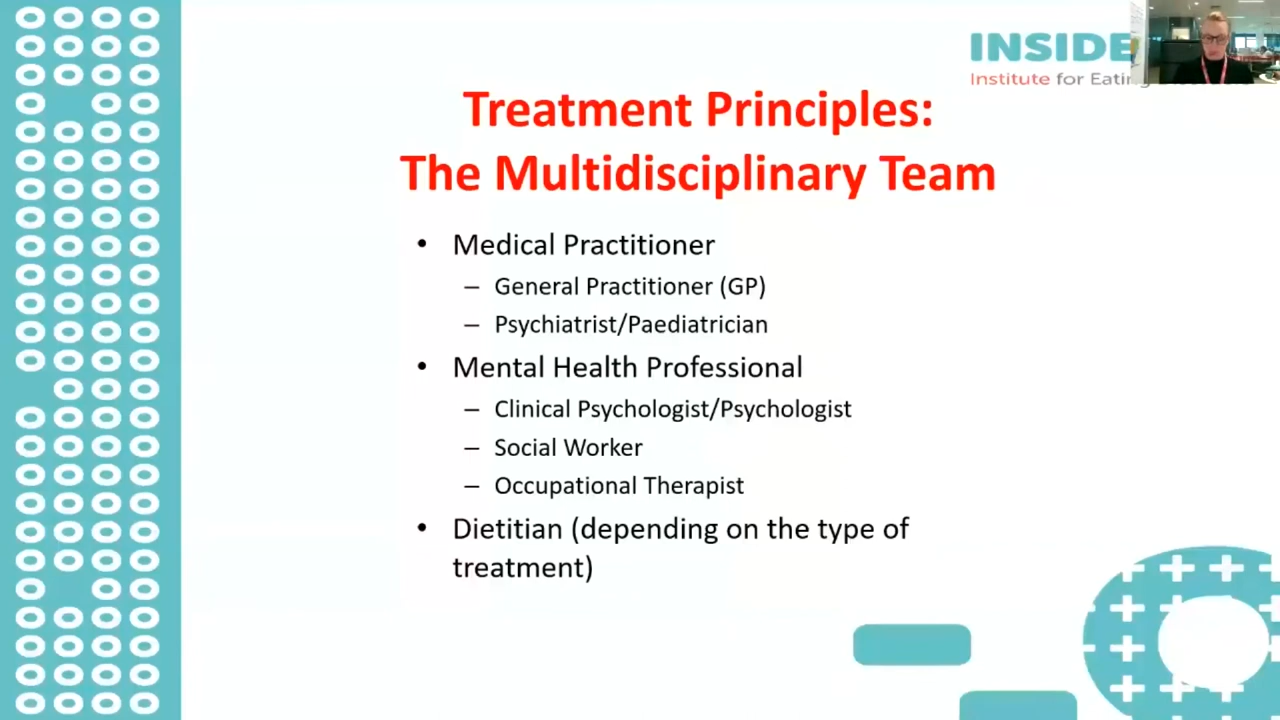 INSIDE
Institute for Eating
Treatment Principles:
The Multidisciplinary Team
• Medical Practitioner
– General Practitioner (GP)
– Psychiatrist/Paediatrician
• Mental Health Professional
– Clinical Psychologist/Psychologist
– Social Worker
– Occupational Therapist
• Dietitian (depending on the type of
treatment)